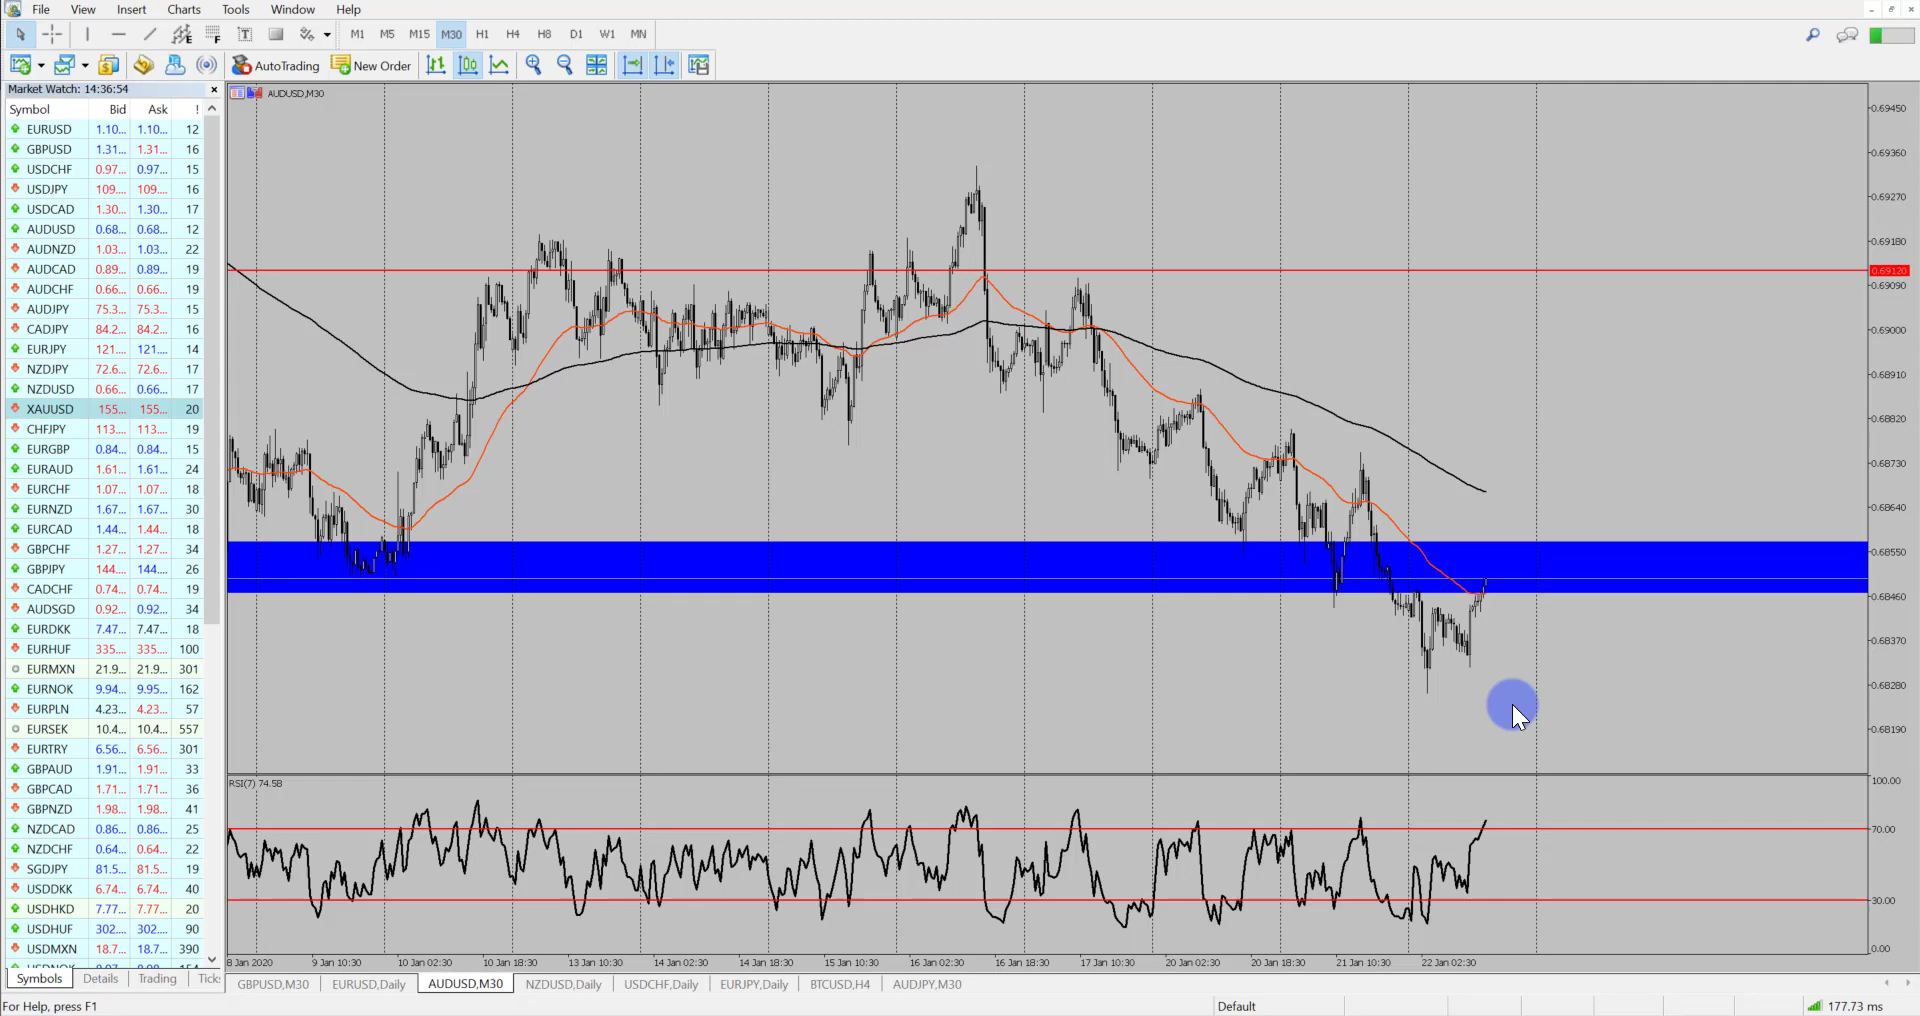 File View Insert Charts Tools Window Help
M1 M5 M15 M30 H1 H4 H8 D1 W1 MN
AutoTrading New Order
Market Watch: 14:36:54
Symbol Bid Ask !
EURUSD 1.10... 1.10... 12
GBPUSD 1.31... 1.31... 16
USDCHF 0.97... 0.97... 15
USDJPY 109.... 109.... 16
USDCAD 1.30... 1.30... 17
AUDUSD 0.68... 0.68... 12
AUDNZD 1.03... 1.03... 22
AUDCAD 0.89... 0.89... 19
AUDCHF 0.66... 0.66... 19
AUDJPY 75.3... 75.3... 15
CADJPY 84.2... 84.2... 16
EURJPY 121.... 121.... 14
NZDJPY 72.6... 72.6... 17
NZDUSD 0.66... 0.66... 17
XAUUSD 155... 155... 20
CHFJPY 113.... 113.... 19
EURGBP 0.84... 0.84... 15
EURAUD 1.61... 1.61... 24
EURCHF 1.07... 1.07... 18
EURNZD 1.67... 1.67... 30
EURCAD 1.44... 1.44... 18
GBPCHF 1.27... 1.27... 34
GBPJPY 144.... 144.... 26
CADCHF 0.74... 0.74... 19
AUDSGD 0.92... 0.92... 34
EURDKK 7.47... 7.47... 18
EURHUF 335.... 335.... 100
EURMXN 21.9... 21.9... 301
EURNOK 9.94... 9.95... 162
EURPLN 4.23... 4.23... 57
EURSEK 10.4... 10.4... 557
EURTRY 6.56... 6.56... 301
GBPAUD 1.91... 1.91... 33
GBPCAD 1.71... 1.71... 36
GBPNZD 1.98... 1.98... 41
NZDCAD 0.86... 0.86... 25
NZDCHF 0.64... 0.64... 22
SGDJPY 81.5... 81.5... 19
USDDKK 6.74... 6.74... 40
USDHKD 7.77... 7.77... 20
USDHUF 302.... 302.... 90
USDMXN 18.7... 18.7... 390
Symbols Details Trading Ticks
AUDUSD,M30
0.69450
0.69360
0.69270
0.69180
0.69120
0.69090
0.69000
0.68910
0.68820
0.68730
0.68640
0.68550
0.68460
0.68370
0.68280
0.68190
RSI(7) 74.58
100.00
70.00
30.00
0.00
8 Jan 2020 9 Jan 10:30 10 Jan 02:30 10 Jan 18:30 13 Jan 10:30 14 Jan 02:30 14 Jan 18:30 15 Jan 10:30 16 Jan 02:30 16 Jan 18:30 17 Jan 10:30 20 Jan 02:30 20 Jan 18:30 21 Jan 10:30 22 Jan 02:30
GBPUSD,M30 EURUSD,Daily AUDUSD,M30 NZDUSD,Daily USDCHF,Daily EURJPY,Daily BTCUSD,H4 AUDJPY,M30
For Help, press F1 Default 177.73 ms